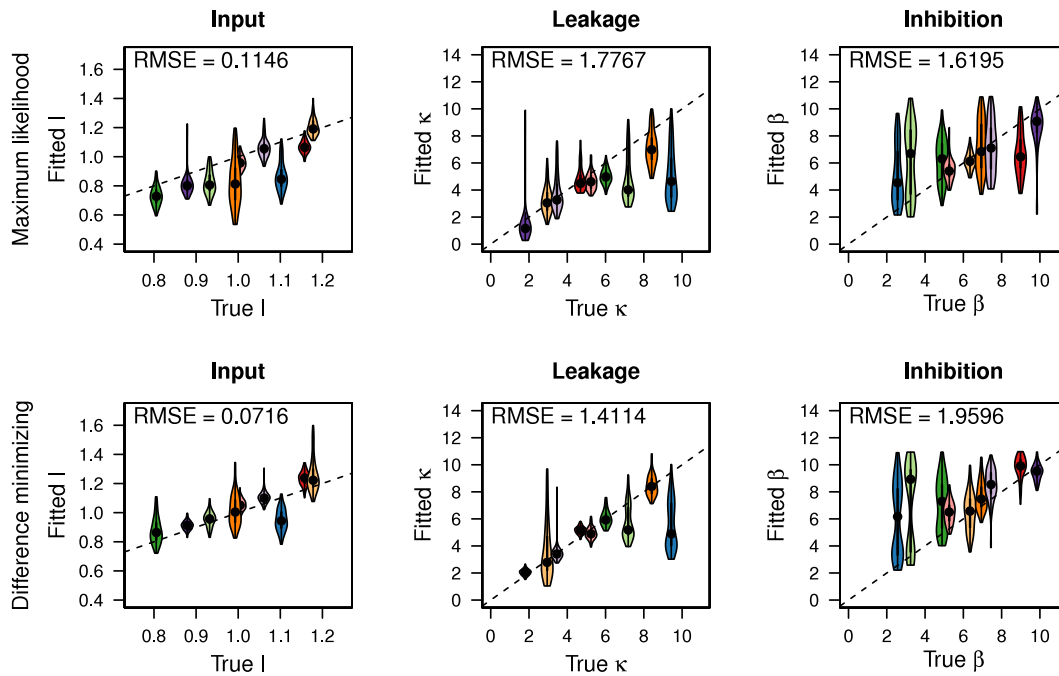 Input
Leakage
Inhibition
Maximum likelihood
Fitted I
1.6
1.4
1.2
1.0
0.8
0.6
0.4
RMSE = 0.1146
0.8 0.9 1.0 1.1 1.2
True I
Fitted κ
14
12
10
8
6
4
2
0
RMSE = 1.7767
0 2 4 6 8 10
True κ
Fitted β
14
12
10
8
6
4
2
0
RMSE = 1.6195
0 2 4 6 8 10
True β
Input
Leakage
Inhibition
Difference minimizing
Fitted I
1.6
1.4
1.2
1.0
0.8
0.6
0.4
RMSE = 0.0716
0.8 0.9 1.0 1.1 1.2
True I
Fitted κ
14
12
10
8
6
4
2
0
RMSE = 1.4114
0 2 4 6 8 10
True κ
Fitted β
14
12
10
8
6
4
2
0
RMSE = 1.9596
0 2 4 6 8 10
True β